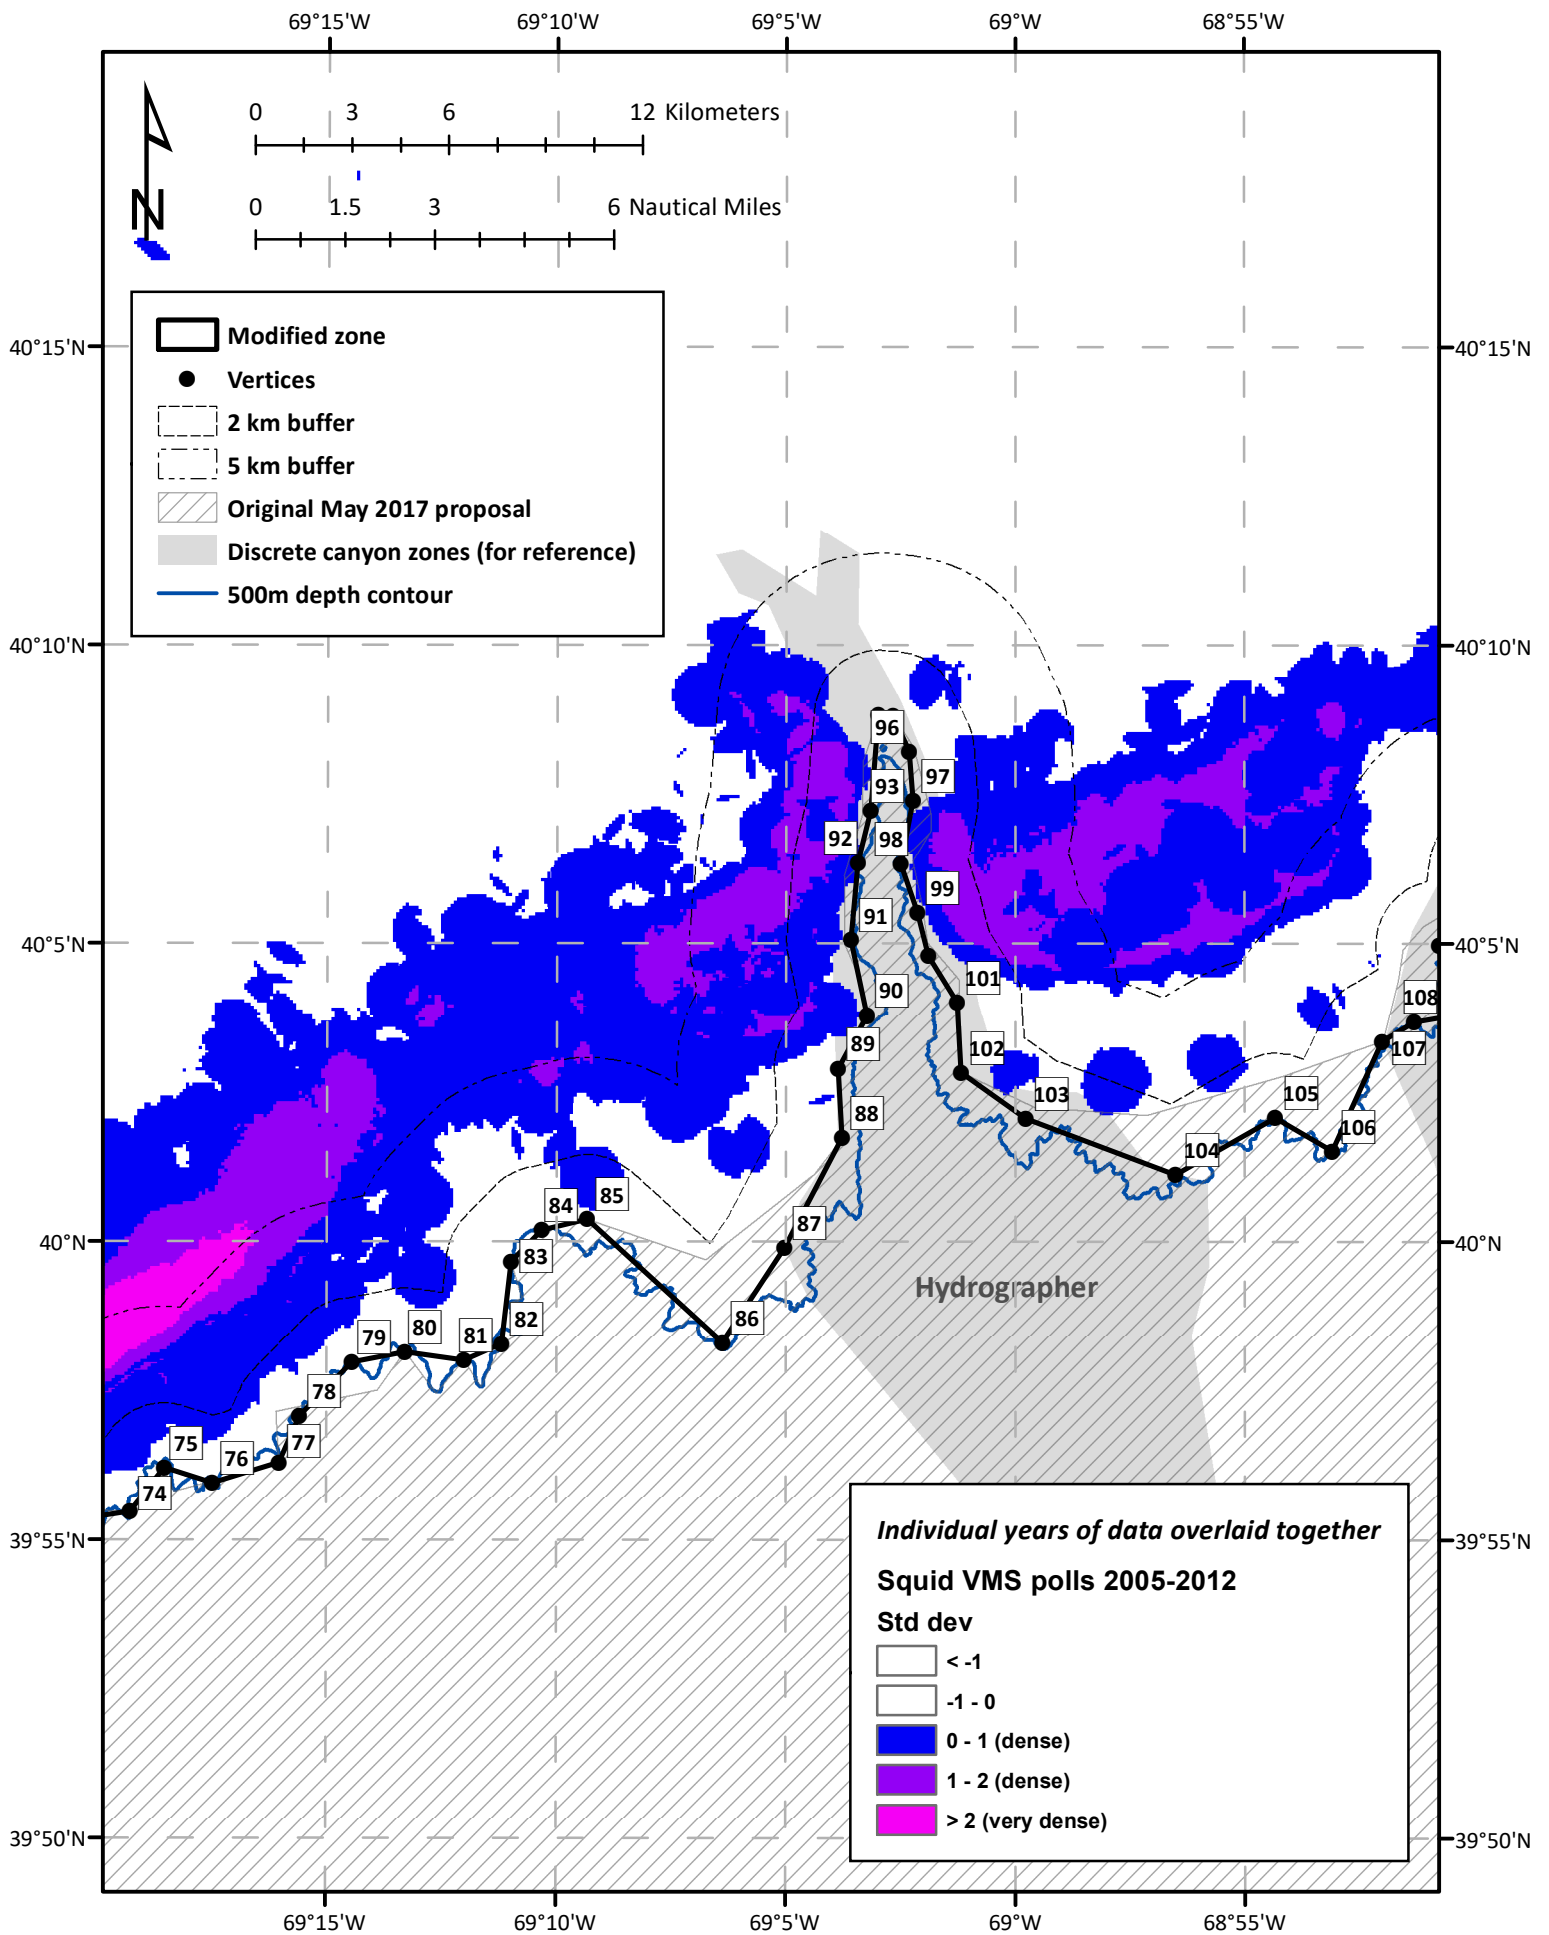 69°15'W 69°10'W 69°5'W 69°W 68°55'W
0 3 6 12 Kilometers
0 1.5 3 6 Nautical Miles
N
Modified zone
Vertices
2 km buffer
5 km buffer
Original May 2017 proposal
Discrete canyon zones (for reference)
500m depth contour
40°15'N 40°15'N
40°10'N 40°10'N
96
97
93
92 98
99
91
40°5'N 40°5'N
101
90
108
89 102 107
103
88 105
106
104
85
84
87
40°N 40°N
83
Hydrographer
82 86
80
81
79
78
77
75
76
74
39°55'N 39°55'N
Individual years of data overlaid together
Squid VMS polls 2005-2012
Std dev
< -1
-1 - 0
0 - 1 (dense)
1 - 2 (dense)
> 2 (very dense)
39°50'N 39°50'N
69°15'W 69°10'W 69°5'W 69°W 68°55'W